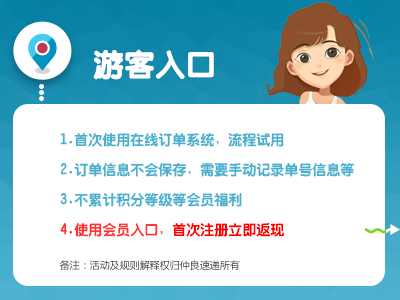 游客入口
1.首次使用在线订单系统，流程试用
2.订单信息不会保存，需要手动记录单号信息等
3.不累计积分等级等会员福利
4.使用会员入口，首次注册立即返现
备注：活动及规则解释权归仲良速递所有